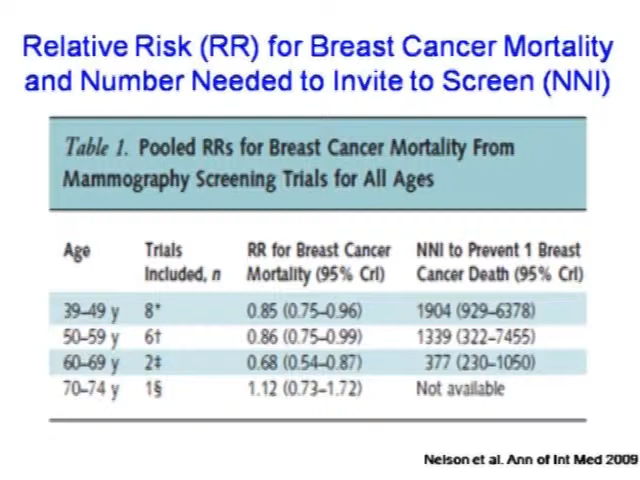 Relative Risk (RR) for Breast Cancer Mortality
and Number Needed to Invite to Screen (NNI)
Table 1. Pooled RRs for Breast Cancer Mortality From
Mammography Screening Trials for All Ages
Age Trials Included, n RR for Breast Cancer Mortality (95% CrI) NNI to Prevent 1 Breast Cancer Death (95% CrI)
39–49 y 8* 0.85 (0.75–0.96) 1904 (929–6378)
50–59 y 6† 0.86 (0.75–0.99) 1339 (322–7455)
60–69 y 2‡ 0.68 (0.54–0.87) 377 (230–1050)
70–74 y 1§ 1.12 (0.73–1.72) Not available
Nelson et al. Ann of Int Med 2009